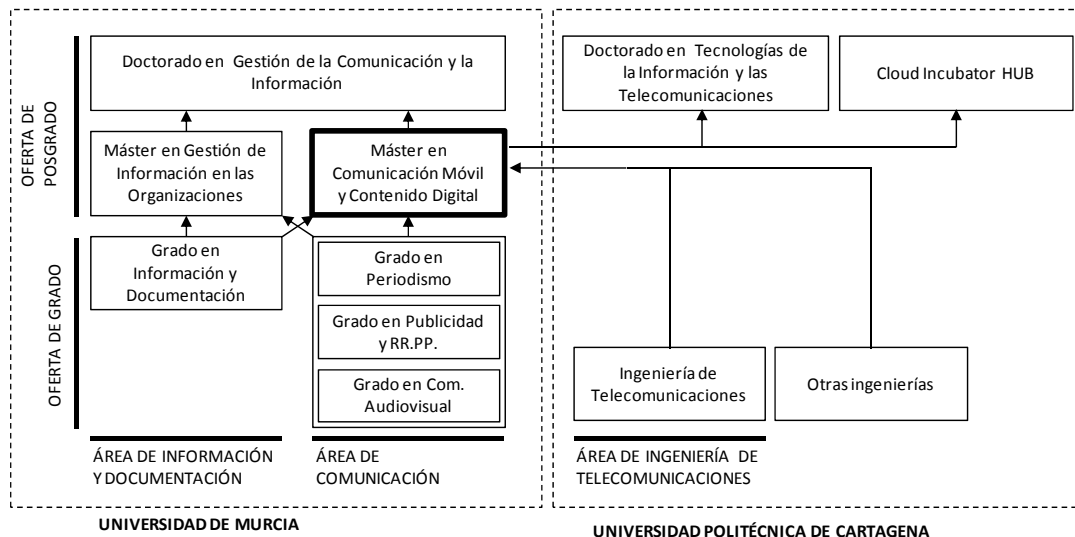 OFERTA DE
POSGRADO
Doctorado en Gestión de la Comunicación y la
Información
Máster en Gestión de
Información en las
Organizaciones
Máster en
Comunicación Móvil
y Contenido Digital
Doctorado en Tecnologías de
la Información y las
Telecomunicaciones
Cloud Incubator HUB
OFERTA DE GRADO
Grado en
Información y
Documentación
Grado en
Periodismo
Grado en Publicidad
y RR.PP.
Grado en Com.
Audiovisual
Ingeniería de
Telecomunicaciones
Otras ingenierías
ÁREA DE INFORMACIÓN
Y DOCUMENTACIÓN
ÁREA DE
COMUNICACIÓN
ÁREA DE INGENIERÍA DE
TELECOMUNICACIONES
UNIVERSIDAD DE MURCIA
UNIVERSIDAD POLITÉCNICA DE CARTAGENA